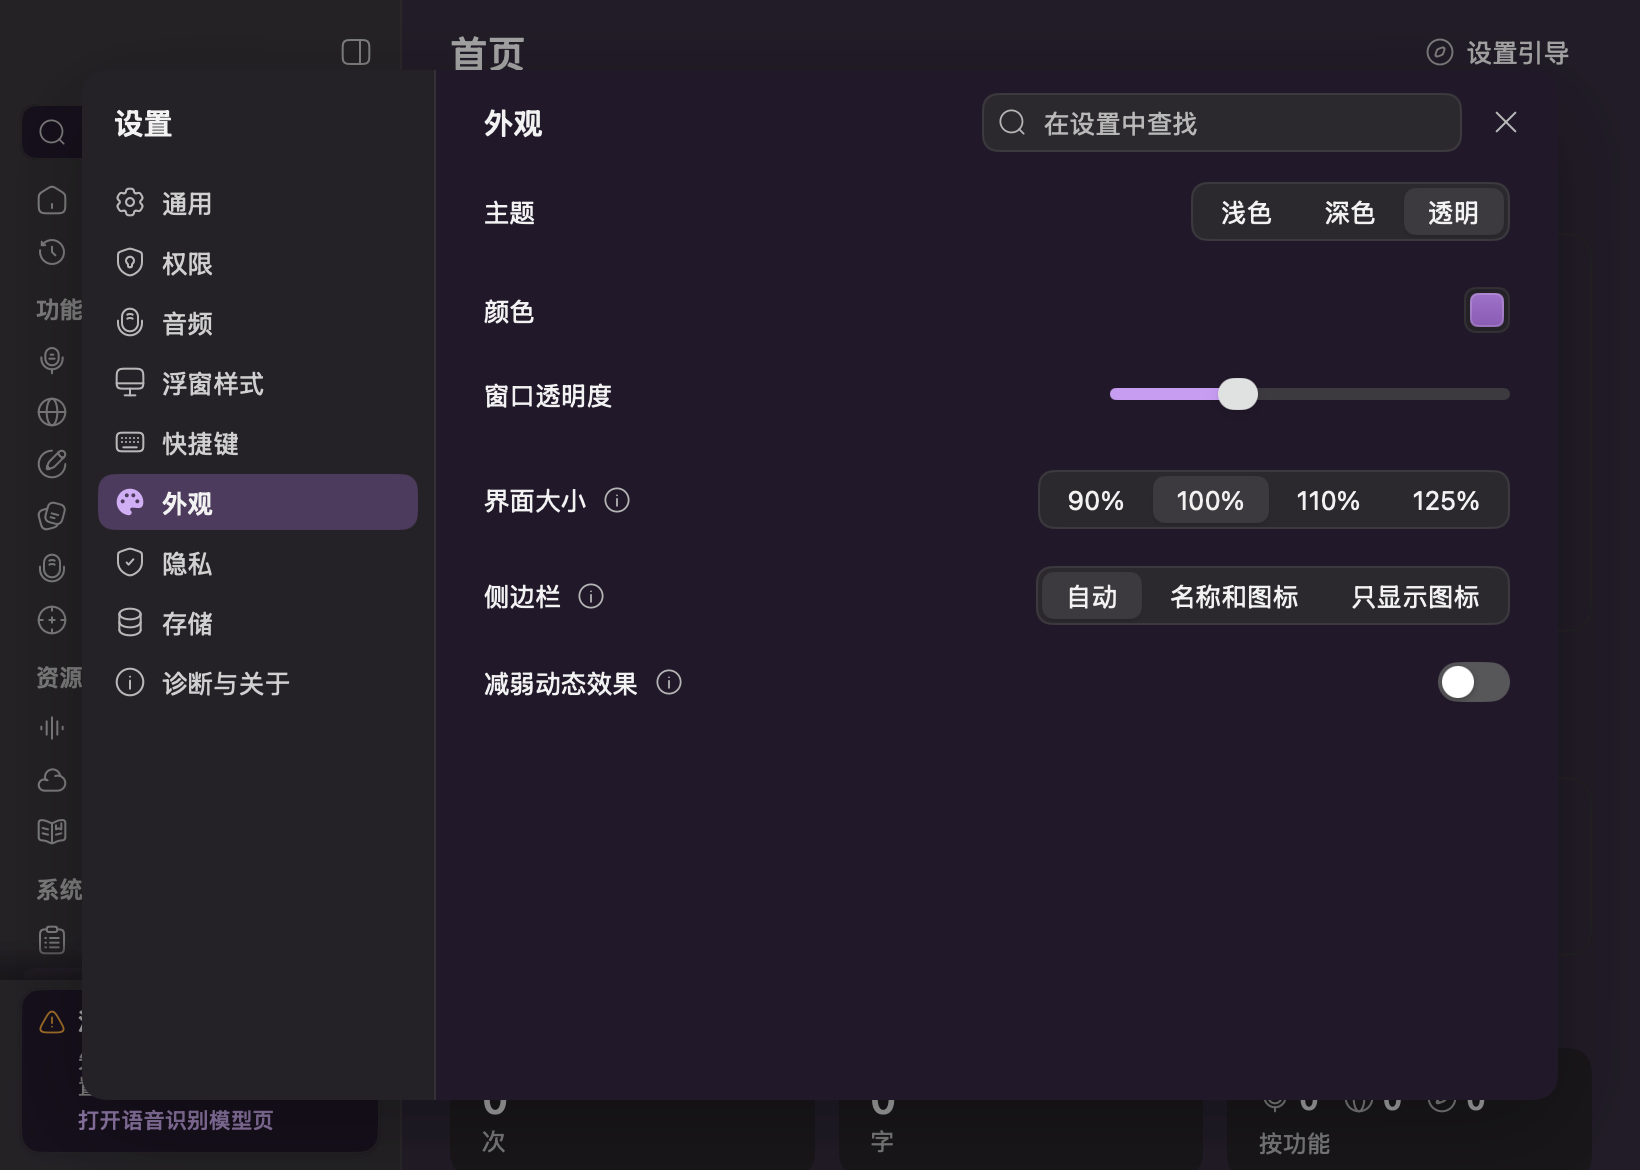 首页
设置引导
设置
外观
在设置中查找
通用
权限
音频
浮窗样式
快捷键
外观
隐私
存储
诊断与关于
主题
浅色
深色
透明
颜色
窗口透明度
界面大小
90%
100%
110%
125%
侧边栏
自动
名称和图标
只显示图标
减弱动态效果
功能
资源
系统
打开语音识别模型页
0
次
0
字
0
0
0
按功能